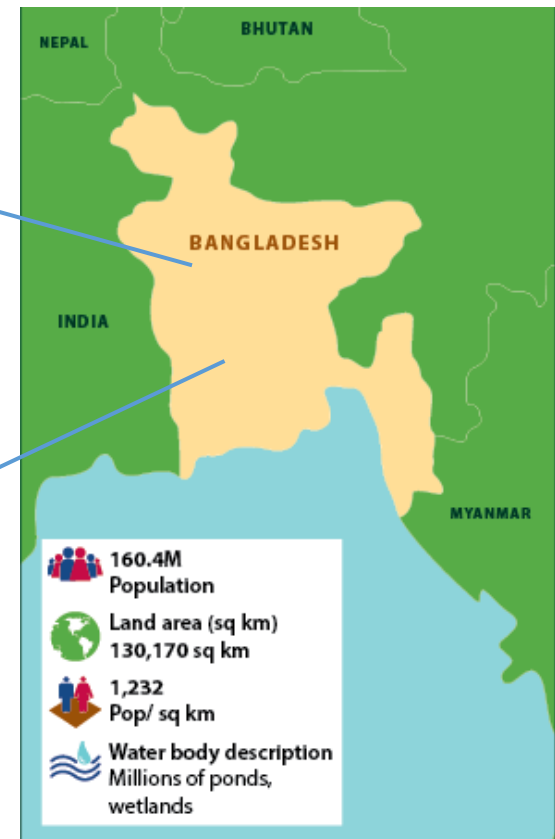 NEPAL
BHUTAN
BANGLADESH
INDIA
MYANMAR
160.4M
Population
Land area (sq km)
130,170 sq km
1,232
Pop/ sq km
Water body description
Millions of ponds,
wetlands